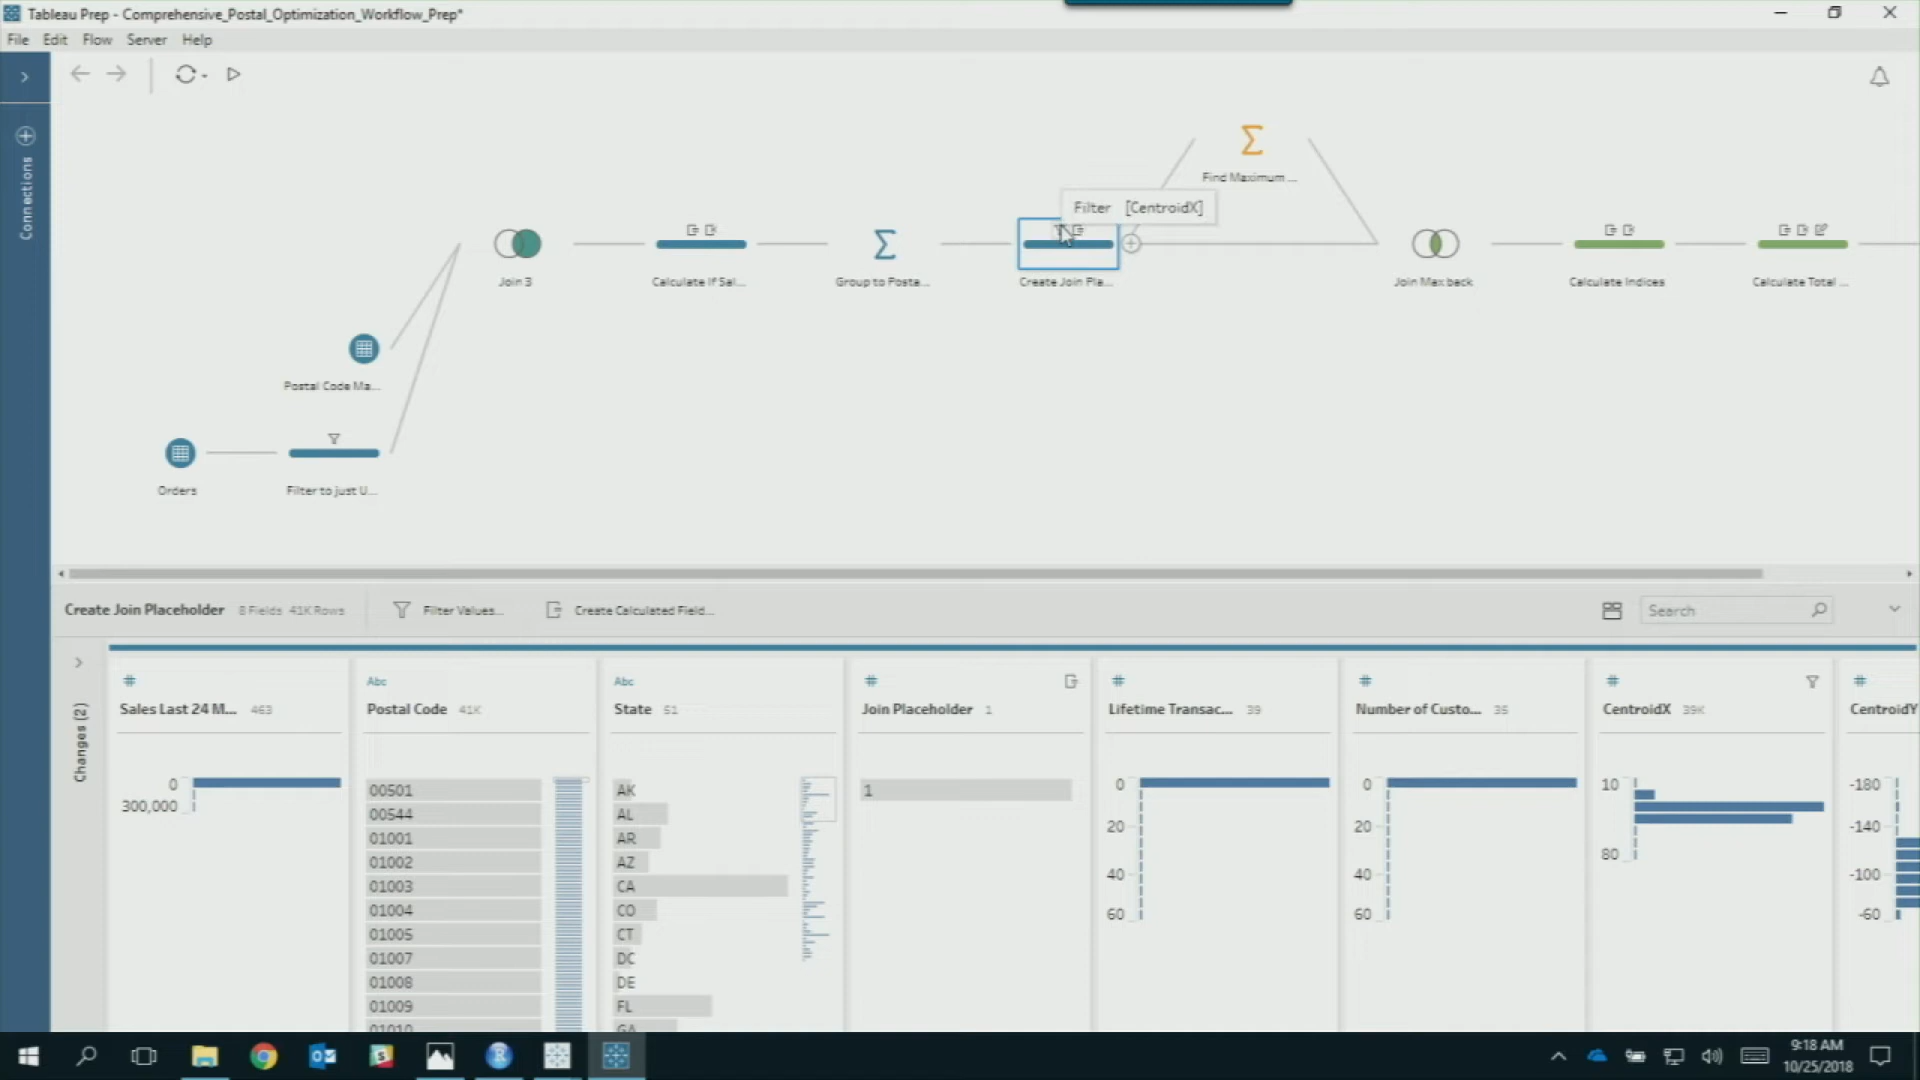 Tableau Prep - Comprehensive_Postal_Optimization_Workflow_Prep*
File Edit Flow Server Help
Connections
Find Maximum ...
Filter [CentroidX]
Join 3
Calculate If Sal...
Group to Posta...
Create Join Pla...
Join Max back
Calculate Indices
Calculate Total ...
Postal Code Ma...
Orders
Filter to just U...
Create Join Placeholder 8 Fields 41K Rows Filter Values... Create Calculated Field... Search
Changes (2)
#
Sales Last 24 M... 463
0
300,000
Abc
Postal Code 41K
00501
00544
01001
01002
01003
01004
01005
01007
01008
01009
01010
Abc
State 51
AK
AL
AR
AZ
CA
CO
CT
DC
DE
FL
GA
#
Join Placeholder 1
1
#
Lifetime Transac... 39
0
20
40
60
#
Number of Custo... 35
0
20
40
60
#
CentroidX 39K
10
80
#
CentroidY
-180
-140
-100
-60
9:18 AM
10/25/2018